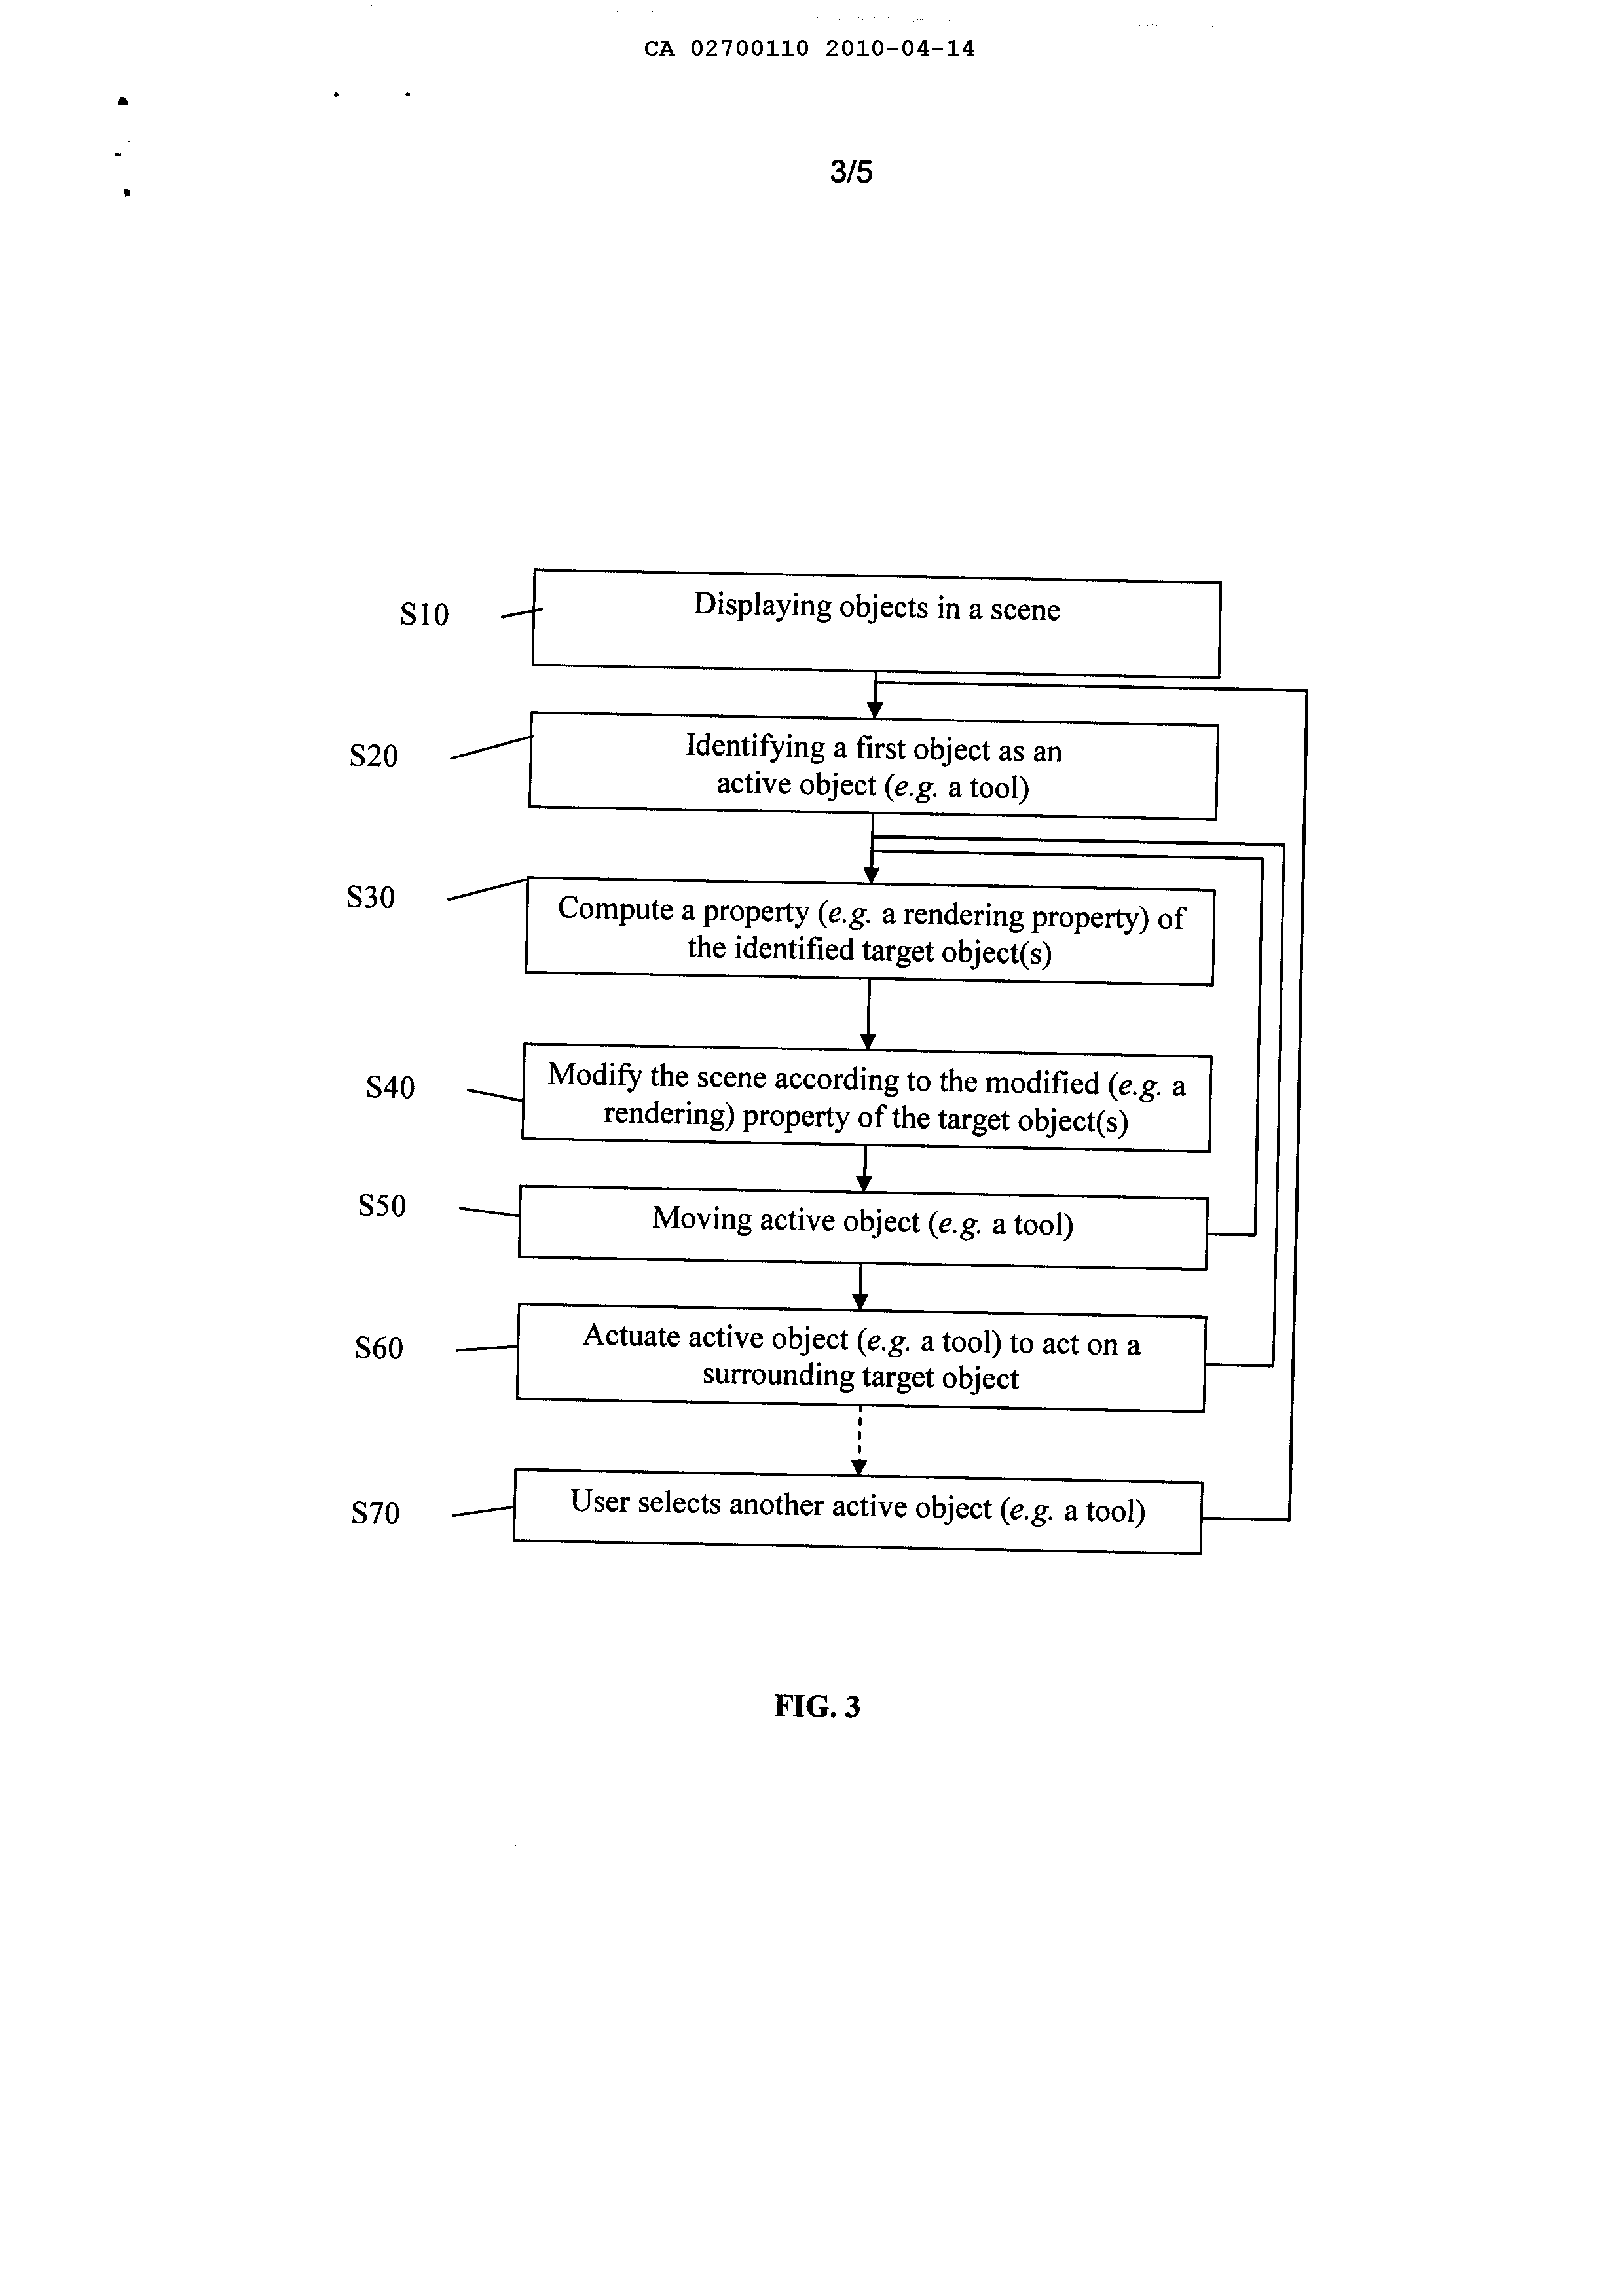 CA 02700110 2010-04-14
3/5
S10
Displaying objects in a scene
S20
Identifying a first object as an
active object (e.g. a tool)
S30
Compute a property (e.g. a rendering property) of
the identified target object(s)
S40
Modify the scene according to the modified (e.g. a
rendering) property of the target object(s)
S50
Moving active object (e.g. a tool)
S60
Actuate active object (e.g. a tool) to act on a
surrounding target object
S70
User selects another active object (e.g. a tool)
FIG. 3